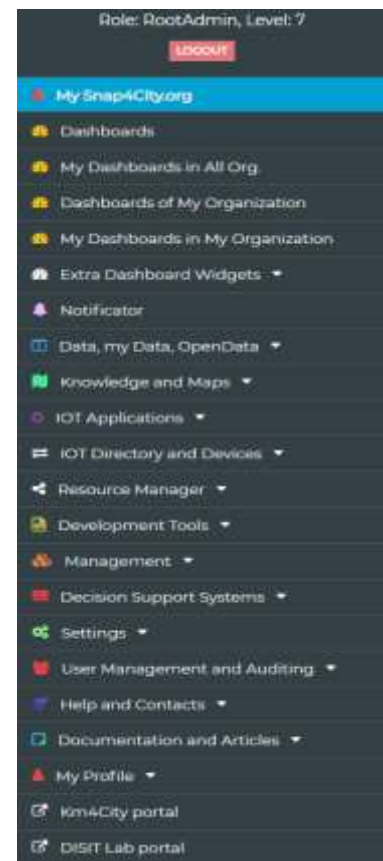 Role: RootAdmin, Level: 7
LOGOUT
My Snap4City.org
Dashboards
My Dashboards in All Org.
Dashboards of My Organization
My Dashboards in My Organization
Extra Dashboard Widgets
Notificator
Data, my Data, OpenData
Knowledge and Maps
IOT Applications
IOT Directory and Devices
Resource Manager
Development Tools
Management
Decision Support Systems
Settings
User Management and Auditing
Help and Contacts
Documentation and Articles
My Profile
Km4City portal
DISIT Lab portal